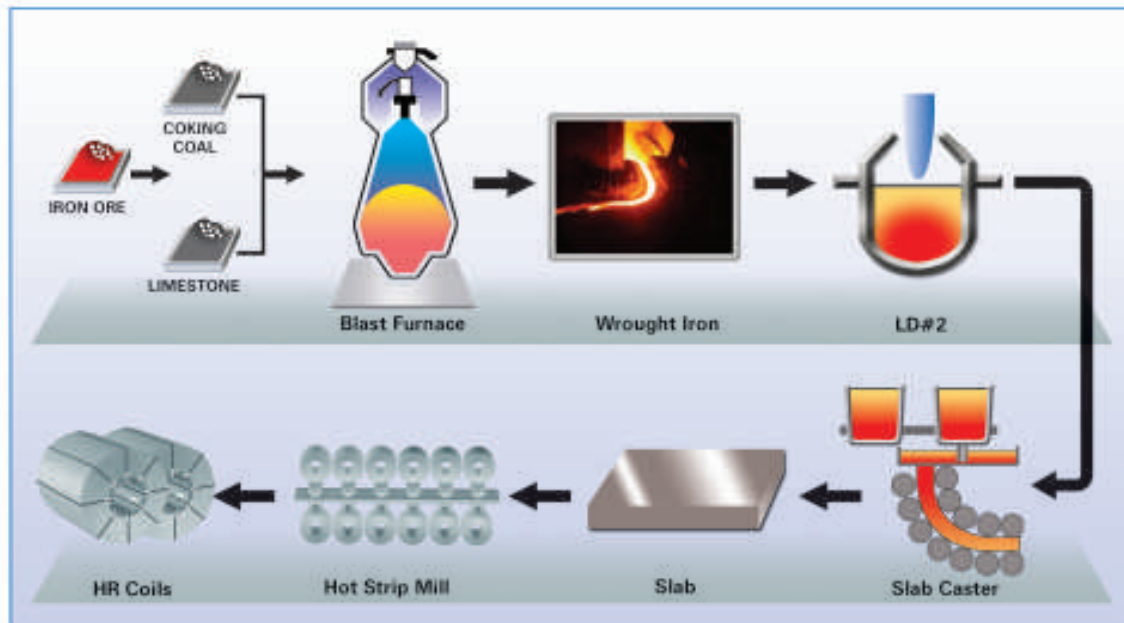 COKING
COAL
IRON ORE
LIMESTONE
Blast Furnace
Wrought Iron
LD#2
HR Coils
Hot Strip Mill
Slab
Slab Caster